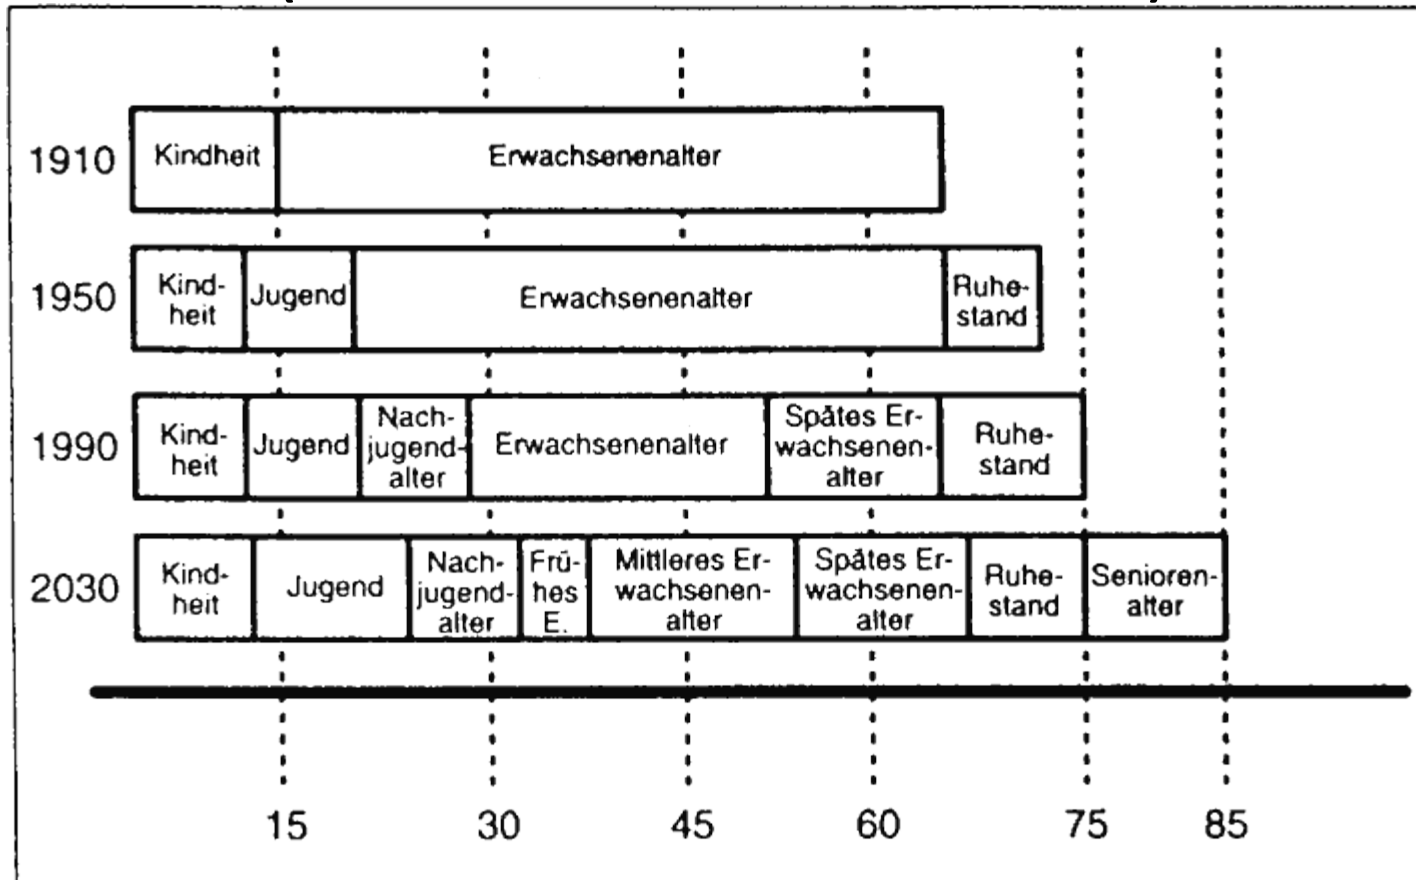 1910
Kindheit
Erwachsenenalter
1950
Kind-
heit
Jugend
Erwachsenenalter
Ruhe-
stand
1990
Kind-
heit
Jugend
Nach-
jugend-
alter
Erwachsenenalter
Spätes Er-
wachsenen-
alter
Ruhe-
stand
2030
Kind-
heit
Jugend
Nach-
jugend-
alter
Frü-
hes
E.
Mittleres Er-
wachsenen-
alter
Spätes Er-
wachsenen-
alter
Ruhe-
stand
Senioren-
alter
15 30 45 60 75 85